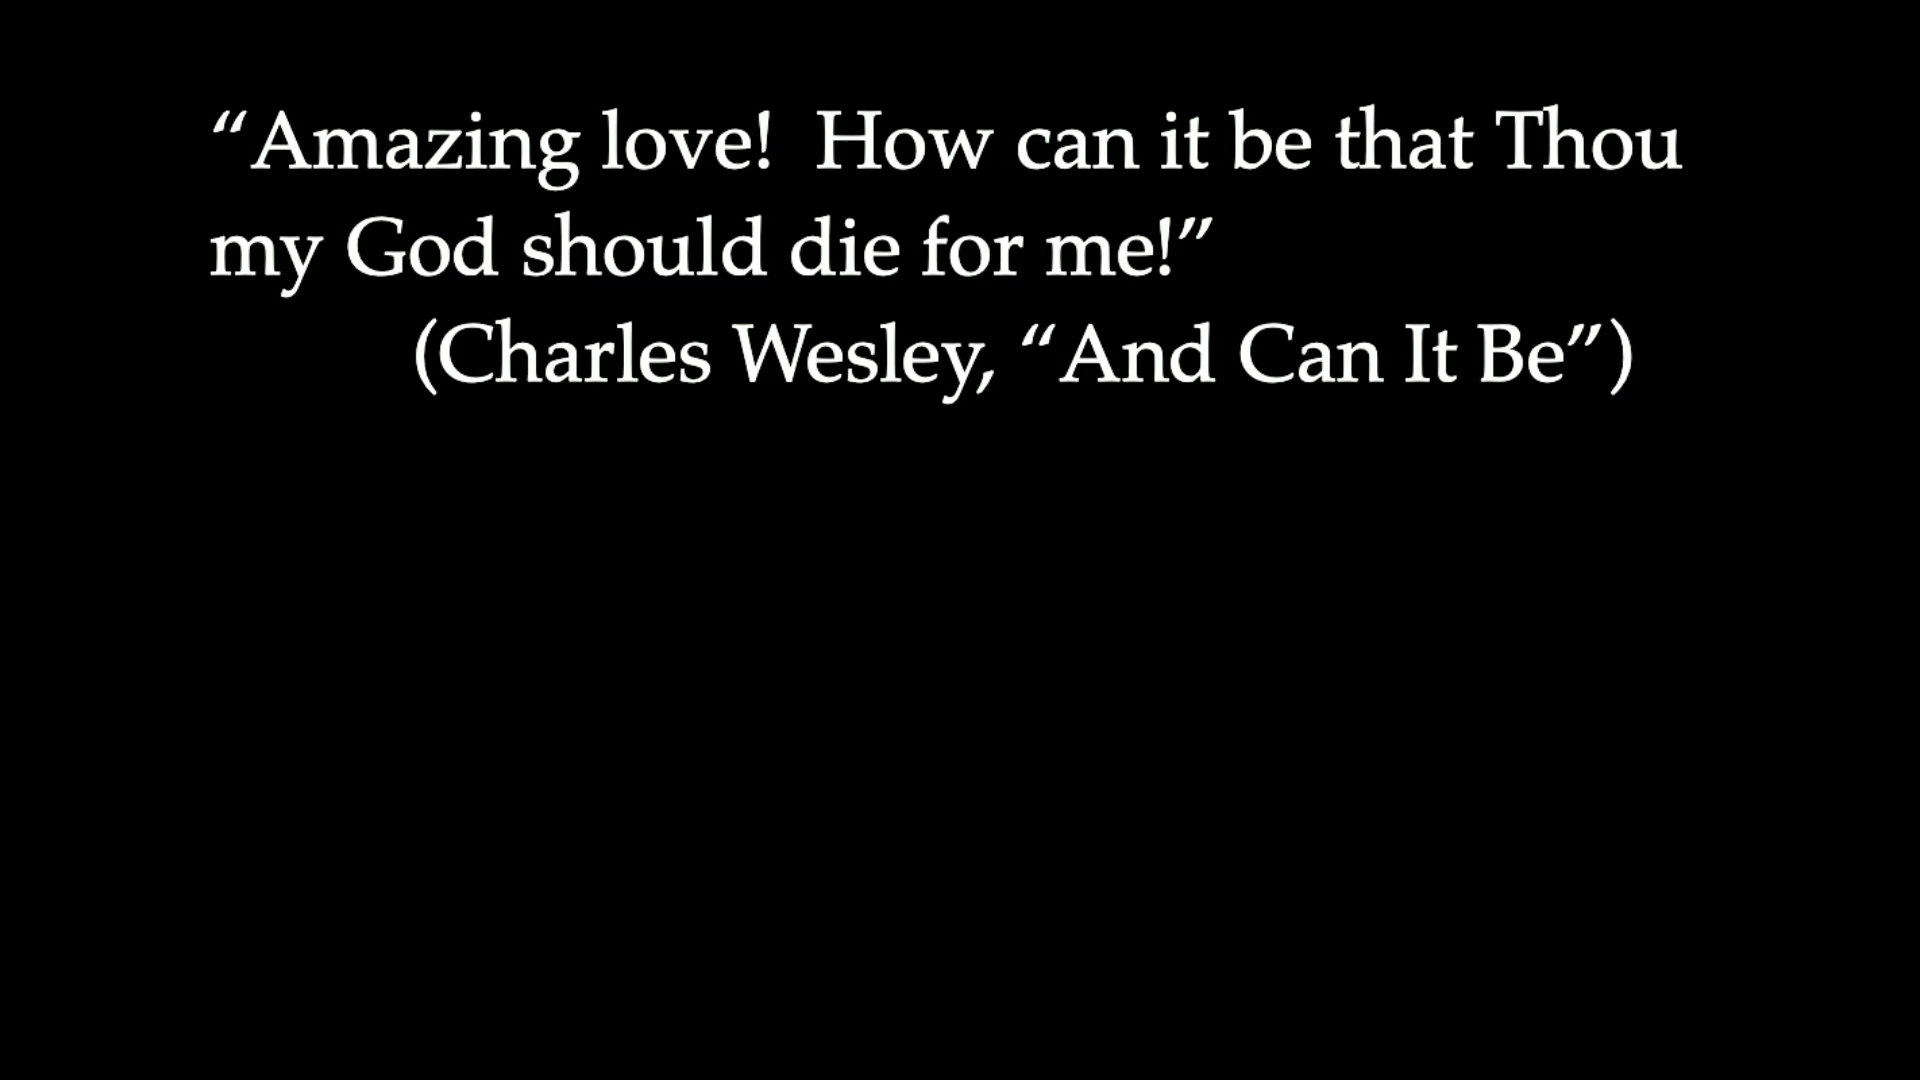 “Amazing love!  How can it be that Thou
my God should die for me!”
(Charles Wesley, “And Can It Be”)